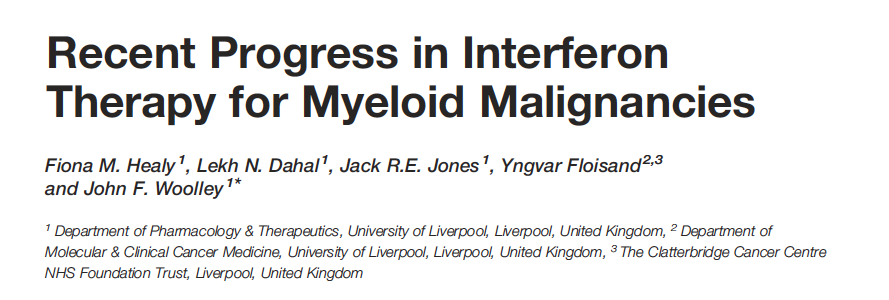 Recent Progress in Interferon
Therapy for Myeloid Malignancies
Fiona M. Healy¹, Lekh N. Dahal¹, Jack R.E. Jones¹, Yngvar Floisand²,³
and John F. Woolley¹*
¹ Department of Pharmacology & Therapeutics, University of Liverpool, Liverpool, United Kingdom, ² Department of
Molecular & Clinical Cancer Medicine, University of Liverpool, Liverpool, United Kingdom, ³ The Clatterbridge Cancer Centre
NHS Foundation Trust, Liverpool, United Kingdom